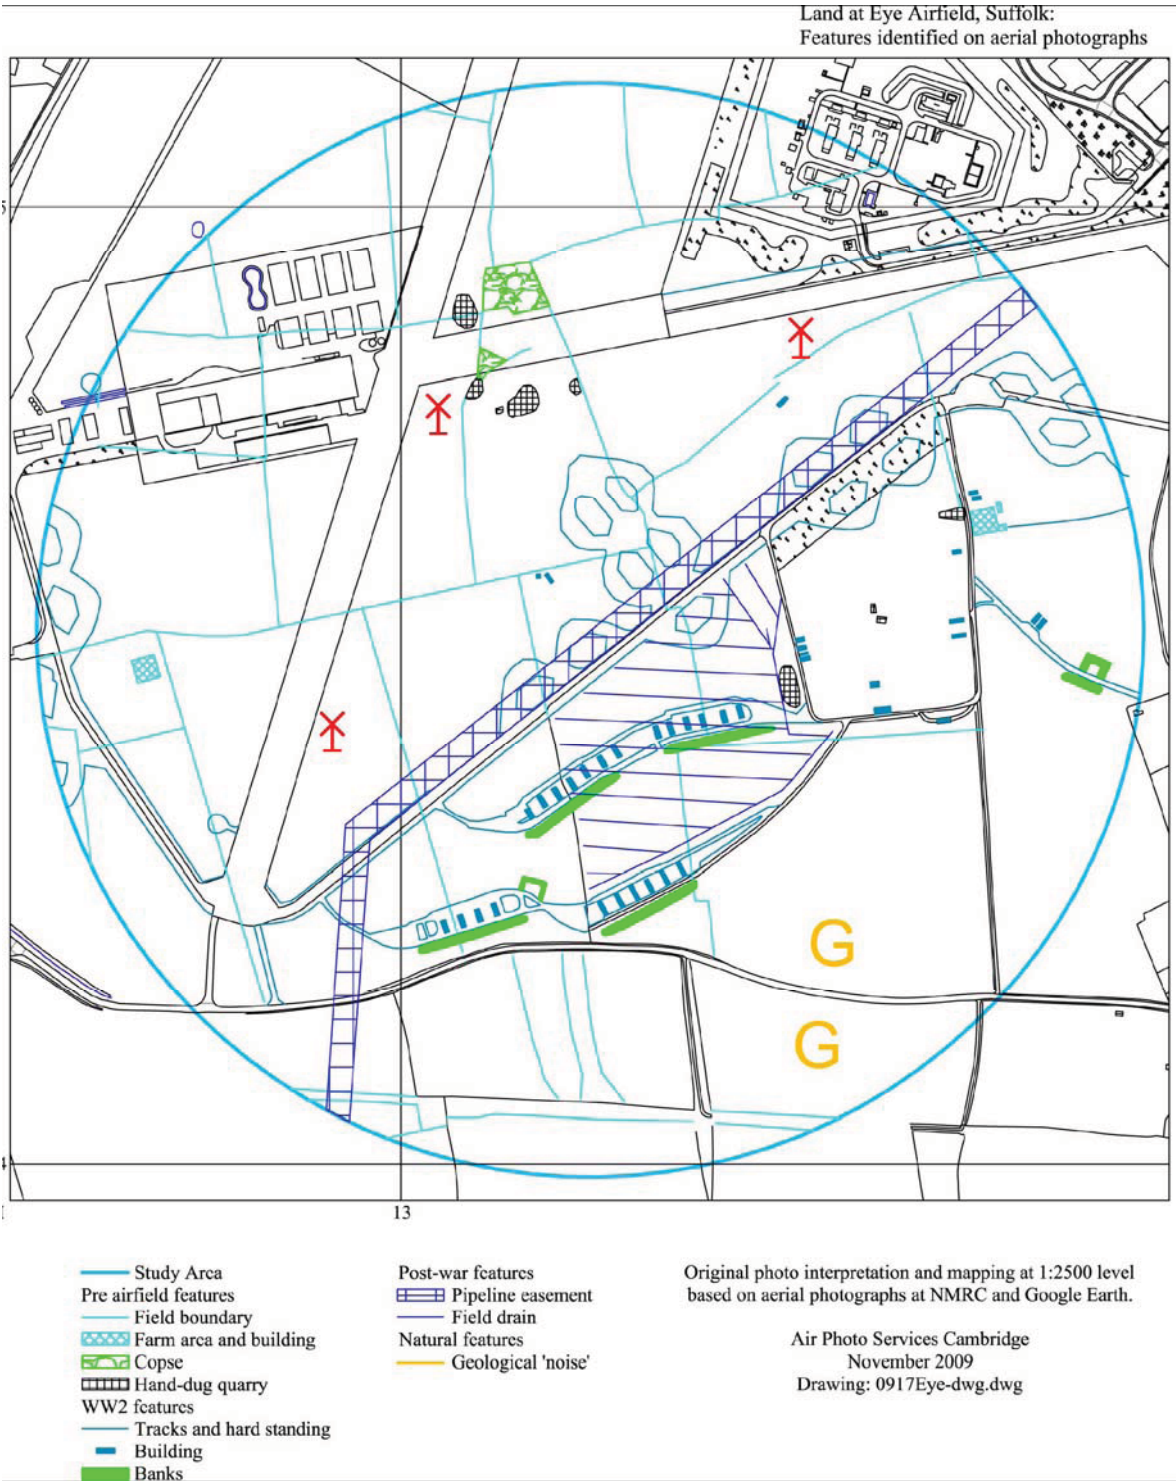 Land at Eye Airfield, Suffolk:
Features identified on aerial photographs
5
G
G
4
13
Study Area
Pre airfield features
Field boundary
Farm area and building
Copse
Hand-dug quarry
WW2 features
Tracks and hard standing
Building
Banks
Post-war features
Pipeline easement
Field drain
Natural features
Geological 'noise'
Original photo interpretation and mapping at 1:2500 level
based on aerial photographs at NMRC and Google Earth.
Air Photo Services Cambridge
November 2009
Drawing: 0917Eye-dwg.dwg